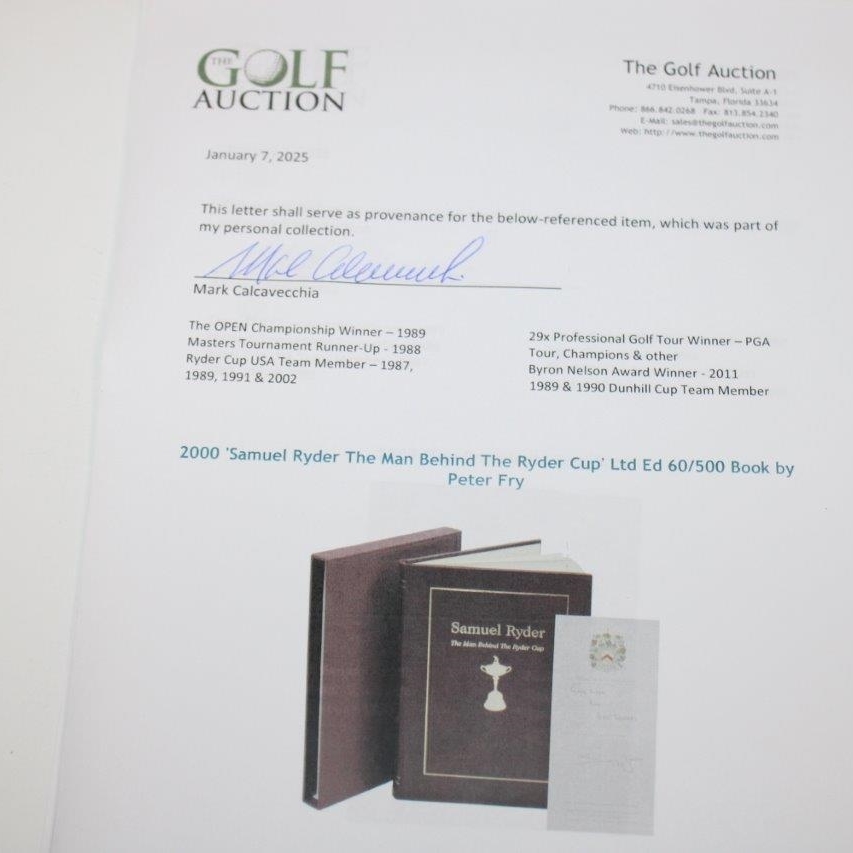 THE GOLF
AUCTION
The Golf Auction
4710 Eisenhower Blvd, Suite A-1
Tampa, Florida 33634
Phone: 866.842.0268 Fax: 813.854.2340
E-Mail: sales@thegolfauction.com
Web: http://www.thegolfauction.com
January 7, 2025
This letter shall serve as provenance for the below-referenced item, which was part of
my personal collection.
Mark Calcavecchia
The OPEN Championship Winner – 1989
Masters Tournament Runner-Up - 1988
Ryder Cup USA Team Member – 1987,
1989, 1991 & 2002
29x Professional Golf Tour Winner – PGA
Tour, Champions & other
Byron Nelson Award Winner - 2011
1989 & 1990 Dunhill Cup Team Member
2000 'Samuel Ryder The Man Behind The Ryder Cup' Ltd Ed 60/500 Book by
Peter Fry
Samuel Ryder
The Man Behind The Ryder Cup